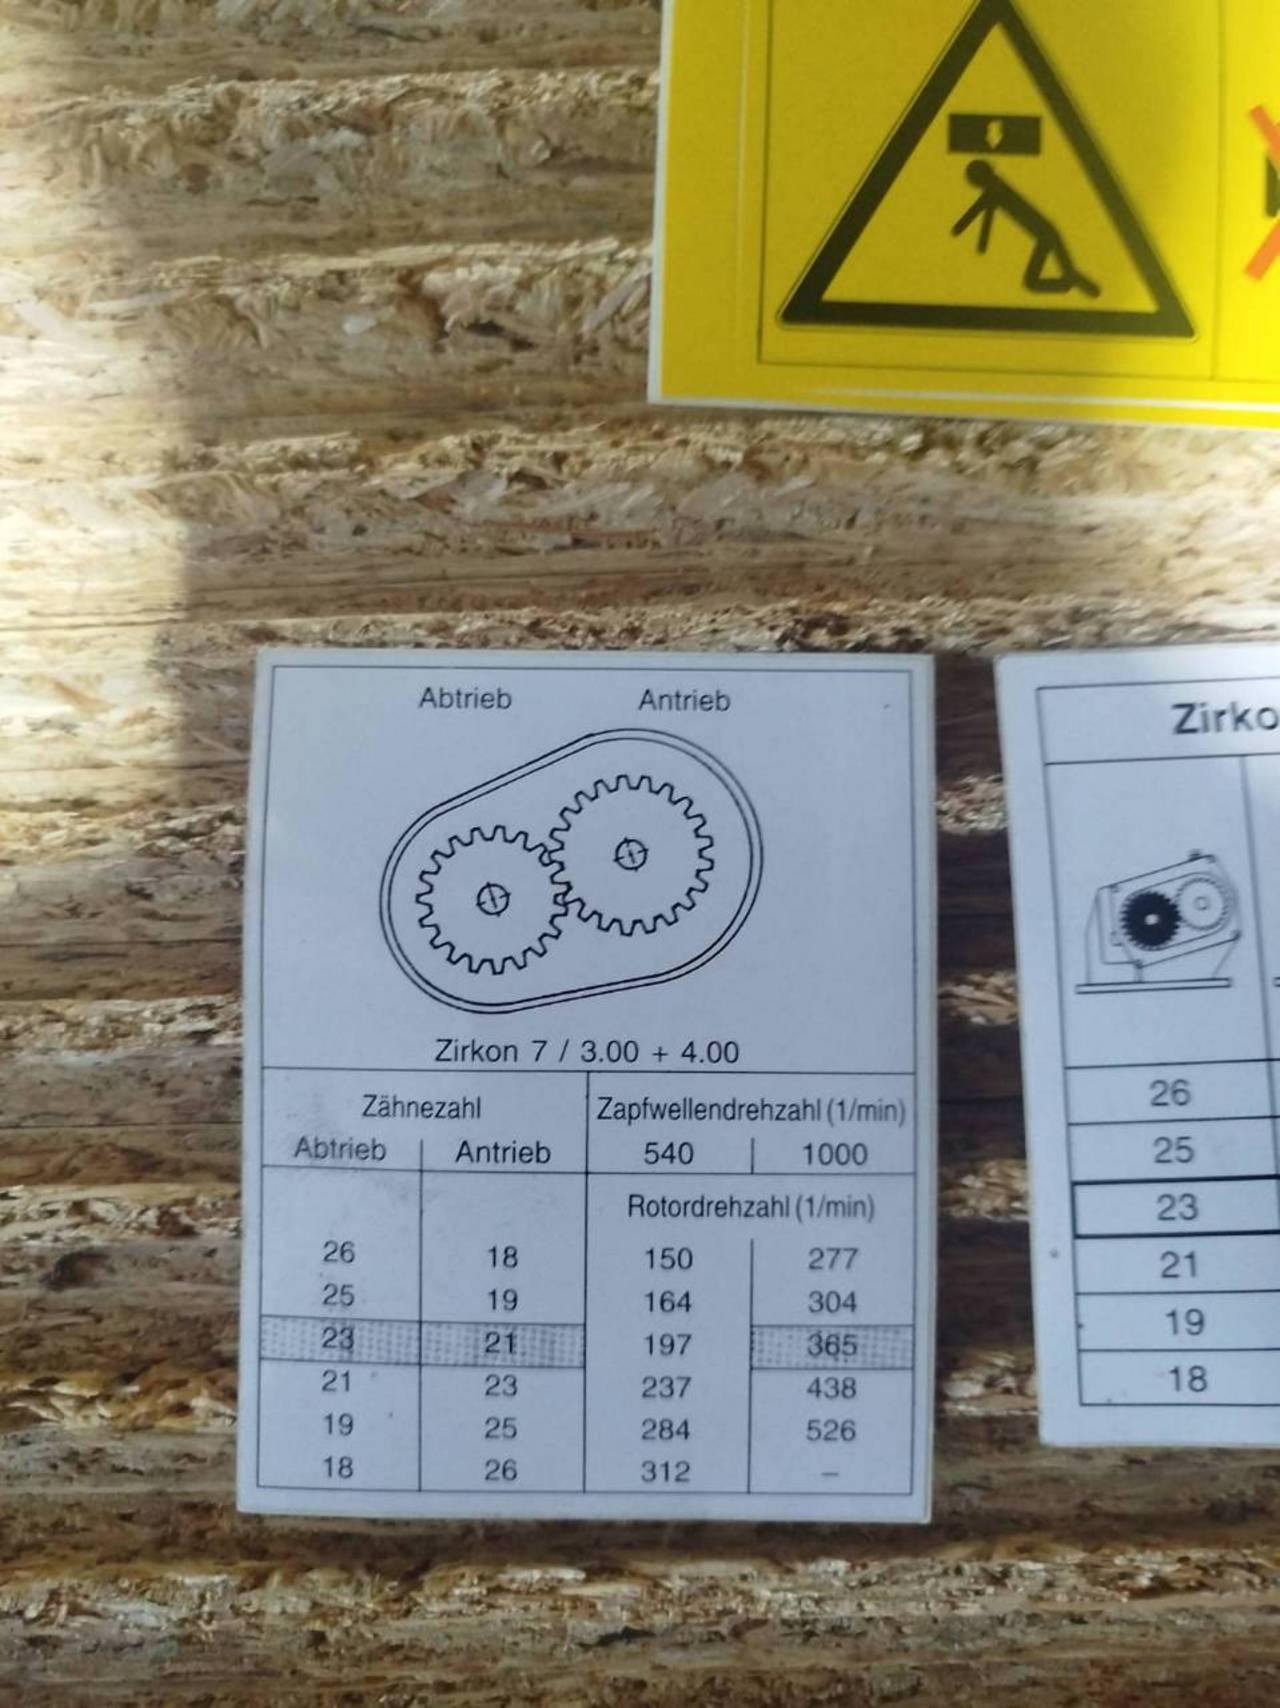 Abtrieb Antrieb
Zirkon 7 / 3.00 + 4.00
Zähnezahl Zapfwellendrehzahl (1/min)
Abtrieb Antrieb 540 1000
Rotordrehzahl (1/min)
26 18 150 277
25 19 164 304
23 21 197 365
21 23 237 438
19 25 284 526
18 26 312 –
Zirko
26
25
23
21
19
18